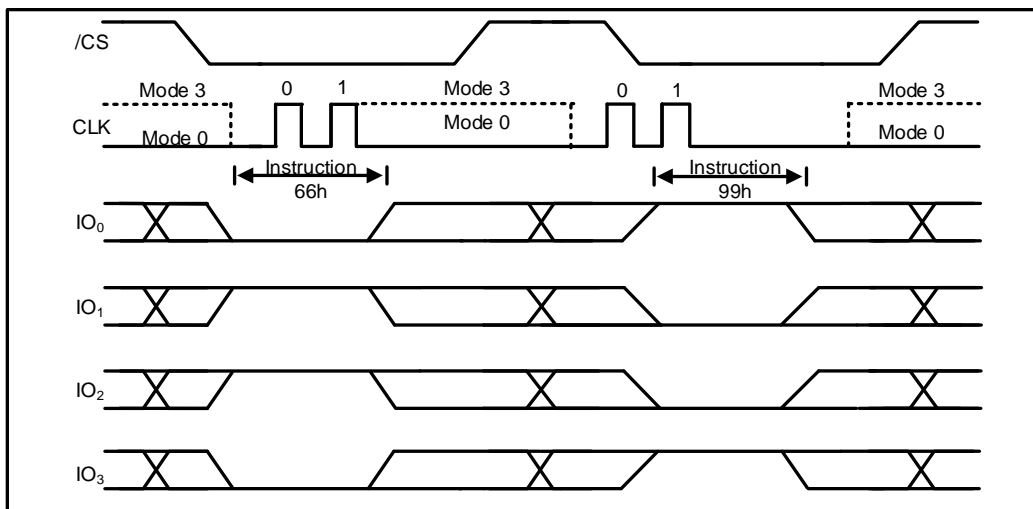 /CS
Mode 3 0 1 Mode 3 0 1 Mode 3
CLK Mode 0 Mode 0 Mode 0
Instruction Instruction
66h 99h
IO₀
IO₁
IO₂
IO₃